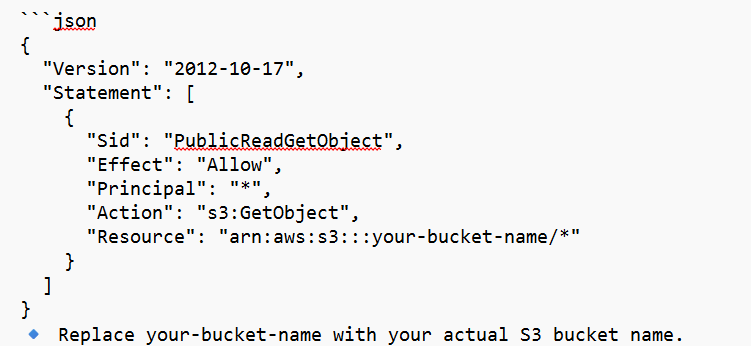 ```json
{
  "Version": "2012-10-17",
  "Statement": [
    {
      "Sid": "PublicReadGetObject",
      "Effect": "Allow",
      "Principal": "*",
      "Action": "s3:GetObject",
      "Resource": "arn:aws:s3:::your-bucket-name/*"
    }
  ]
}
🔹 Replace your-bucket-name with your actual S3 bucket name.